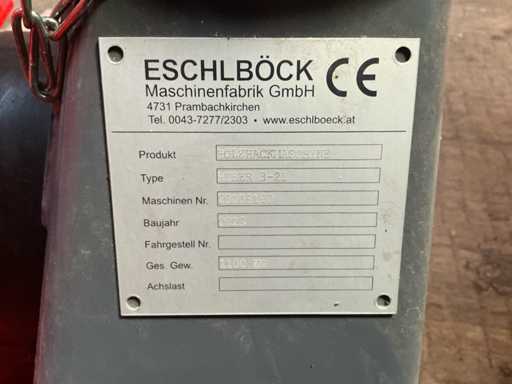 ESCHLBÖCK CE
Maschinenfabrik GmbH
4731 Prambachkirchen
Tel. 0043-7277/2303 • www.eschlboeck.at
Produkt
Type
Maschinen Nr.
Baujahr
Fahrgestell Nr.
Ges. Gew.
Achslast